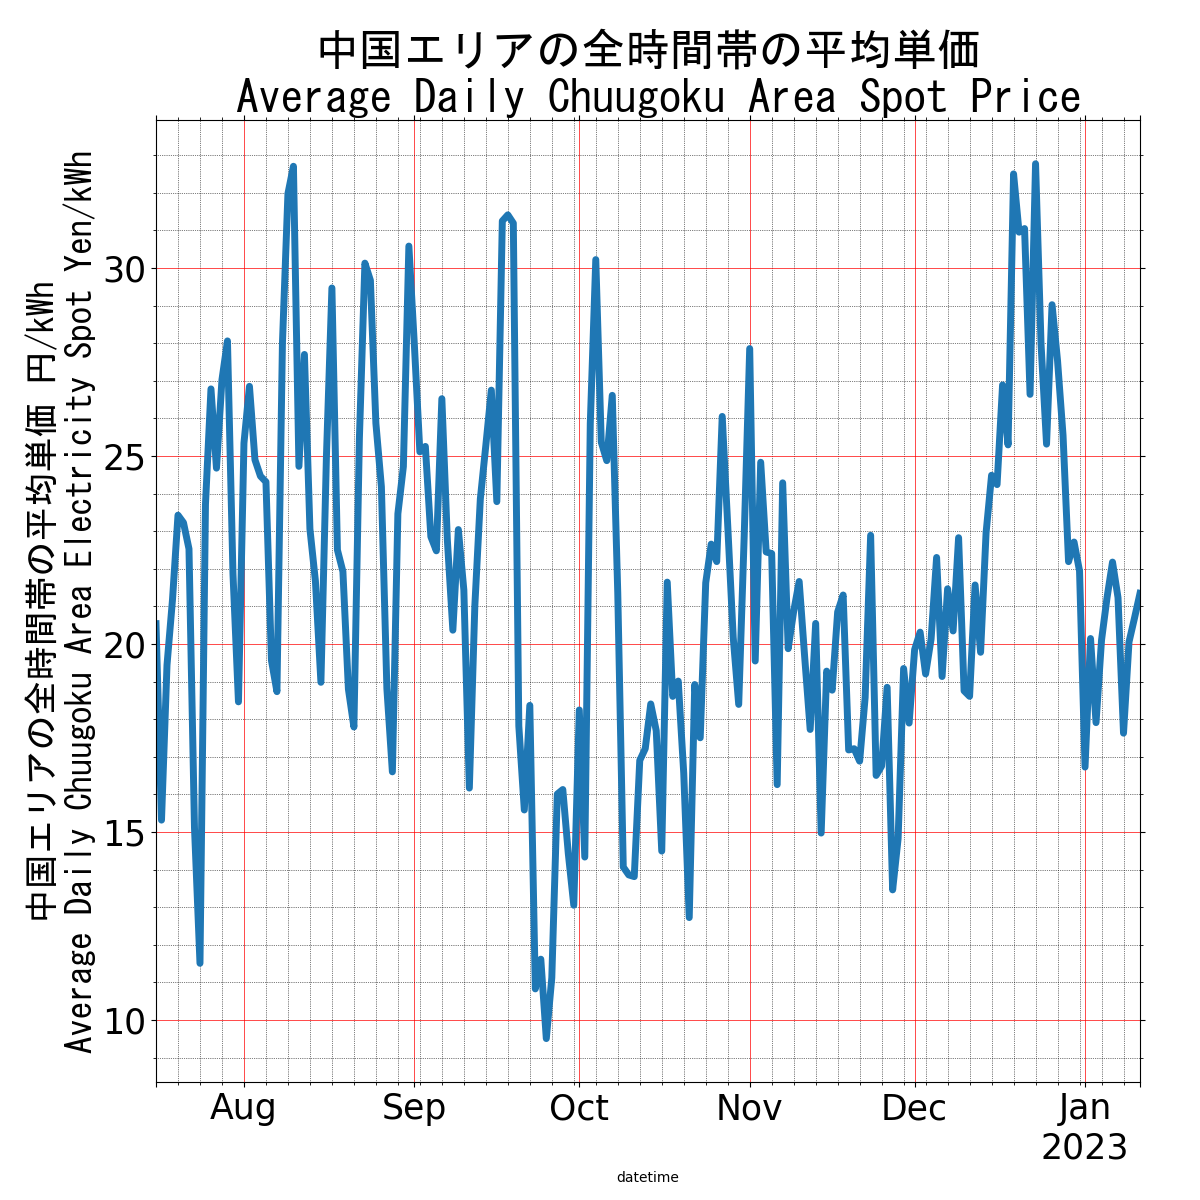 中国エリアの全時間帯の平均単価
Average Daily Chuugoku Area Spot Price
中国エリアの全時間帯の平均単価 円/kWh
Average Daily Chuugoku Area Electricity Spot Yen/kWh
30
25
20
15
10
Aug Sep Oct Nov Dec Jan
2023
datetime